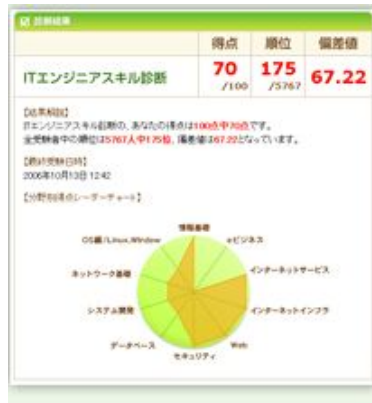 診断結果
得点 順位 偏差値
ITエンジニアスキル診断 70 /100 175 /5767 67.22
【結果解説】
ITエンジニアスキル診断の、あなたの得点は100点中70点です。
全受験者中の順位は5767人中175位、偏差値は67.22となっています。
【最終受験日時】
2006年10月13日 12:42
【分野別得点レーダーチャート】
情報基礎
OS編/Linux,Window eビジネス
ネットワーク基礎 インターネットサービス
システム開発 インターネットインフラ
データベース Web
セキュリティ